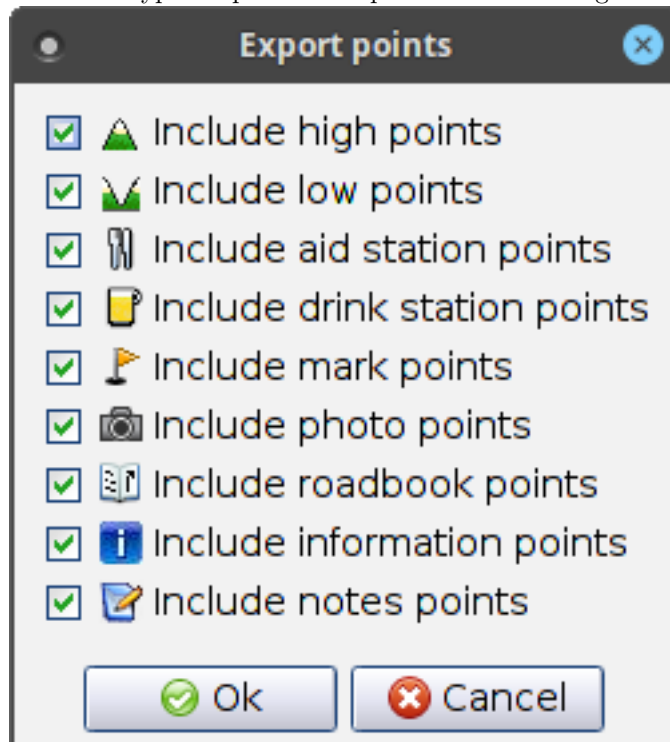 Export points
Include high points
Include low points
Include aid station points
Include drink station points
Include mark points
Include photo points
Include roadbook points
Include information points
Include notes points
Ok Cancel